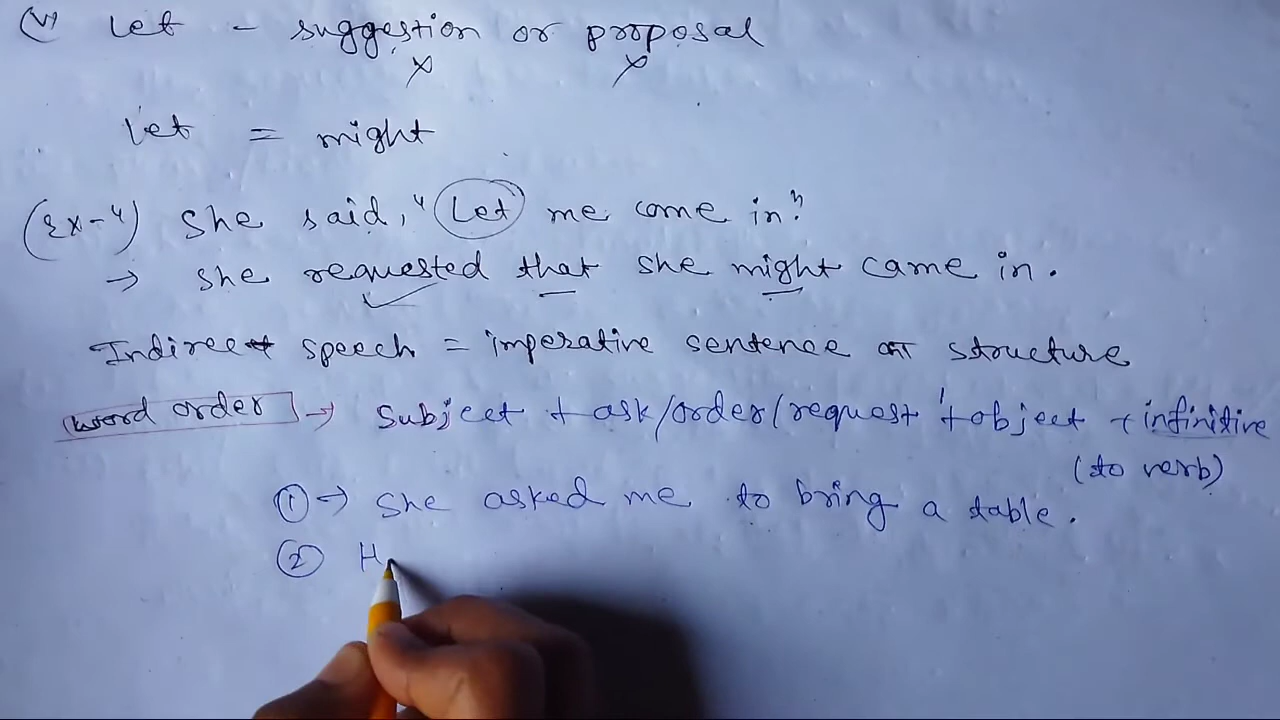 (v) Let - suggestion or proposal
x x
Let = might
(Ex-4) She said, "Let me come in"
→ She requested that she might came in.
Indirect speech = imperative sentence structure
word order → Subject + ask/order/request + object + infinitive
(to verb)
① → She asked me to bring a table.
② H